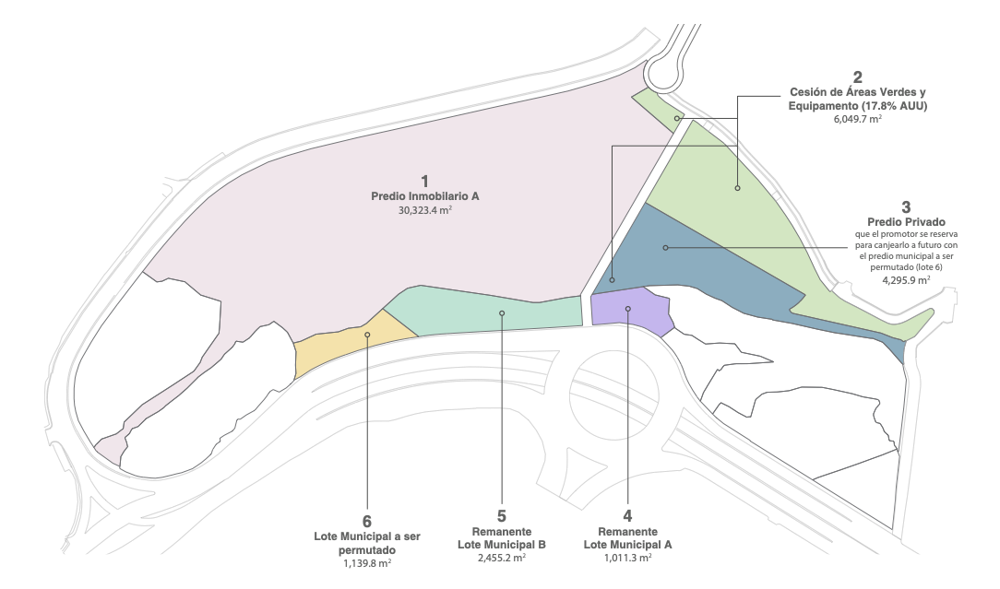 2
Cesión de Áreas Verdes y
Equipamiento (17.8% AUU)
6,049.7 m²
1
Predio Inmobilario A
30,323.4 m²
3
Predio Privado
que el promotor se reserva
para canjearlo a futuro con
el predio municipal a ser
permutado (lote 6)
4,295.9 m²
6
Lote Municipal a ser
permutado
1,139.8 m²
5
Remanente
Lote Municipal B
2,455.2 m²
4
Remanente
Lote Municipal A
1,011.3 m²